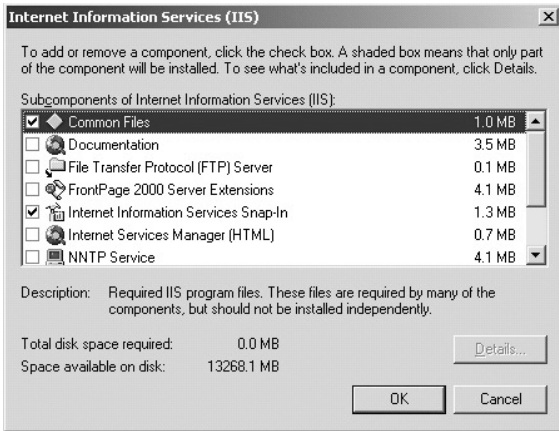 Internet Information Services (IIS)
To add or remove a component, click the check box. A shaded box means that only part
of the component will be installed. To see what's included in a component, click Details.
Subcomponents of Internet Information Services (IIS):
Common Files 1.0 MB
Documentation 3.5 MB
File Transfer Protocol (FTP) Server 0.1 MB
FrontPage 2000 Server Extensions 4.1 MB
Internet Information Services Snap-In 1.3 MB
Internet Services Manager (HTML) 0.7 MB
NNTP Service 4.1 MB
Description: Required IIS program files. These files are required by many of the
components, but should not be installed independently.
Total disk space required: 0.0 MB
Space available on disk: 13268.1 MB
Details...
OK Cancel